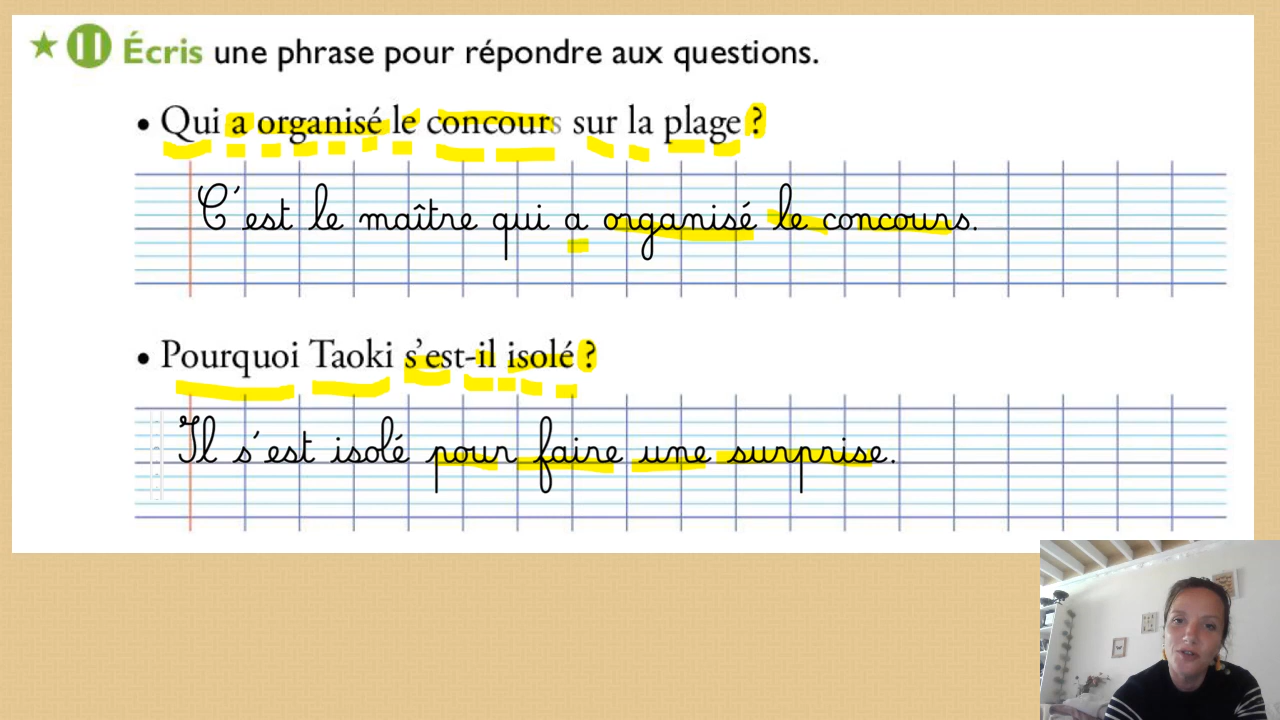 ★ 11 Écris une phrase pour répondre aux questions.
• Qui a organisé le concours sur la plage ?
C'est le maître qui a organisé le concours.
• Pourquoi Taoki s'est-il isolé ?
Il s'est isolé pour faire une surprise.